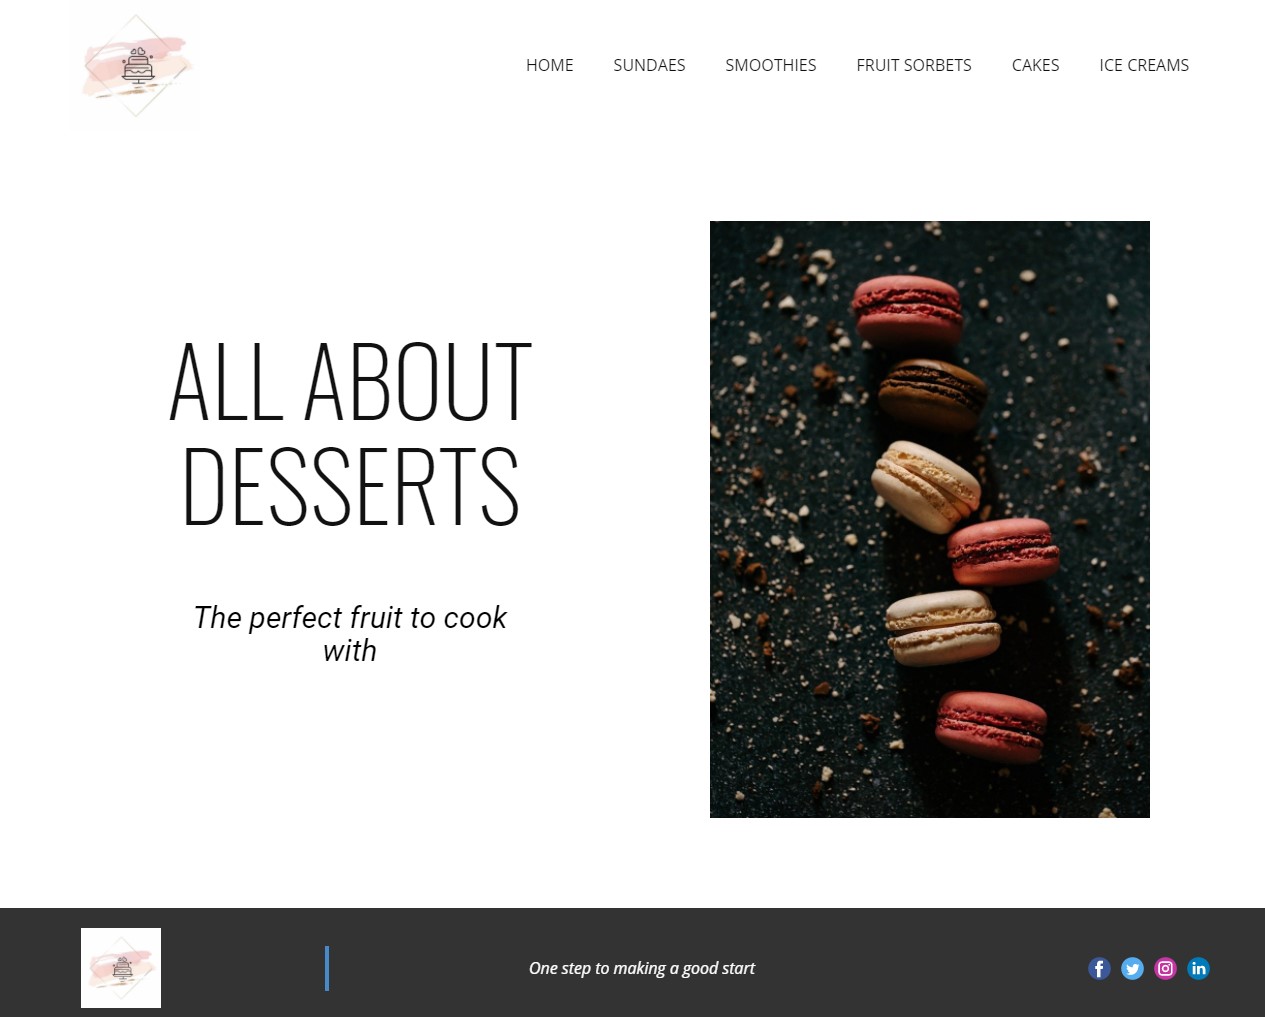 HOME SUNDAES SMOOTHIES FRUIT SORBETS CAKES ICE CREAMS
ALL ABOUT
DESSERTS
The perfect fruit to cook
with
One step to making a good start